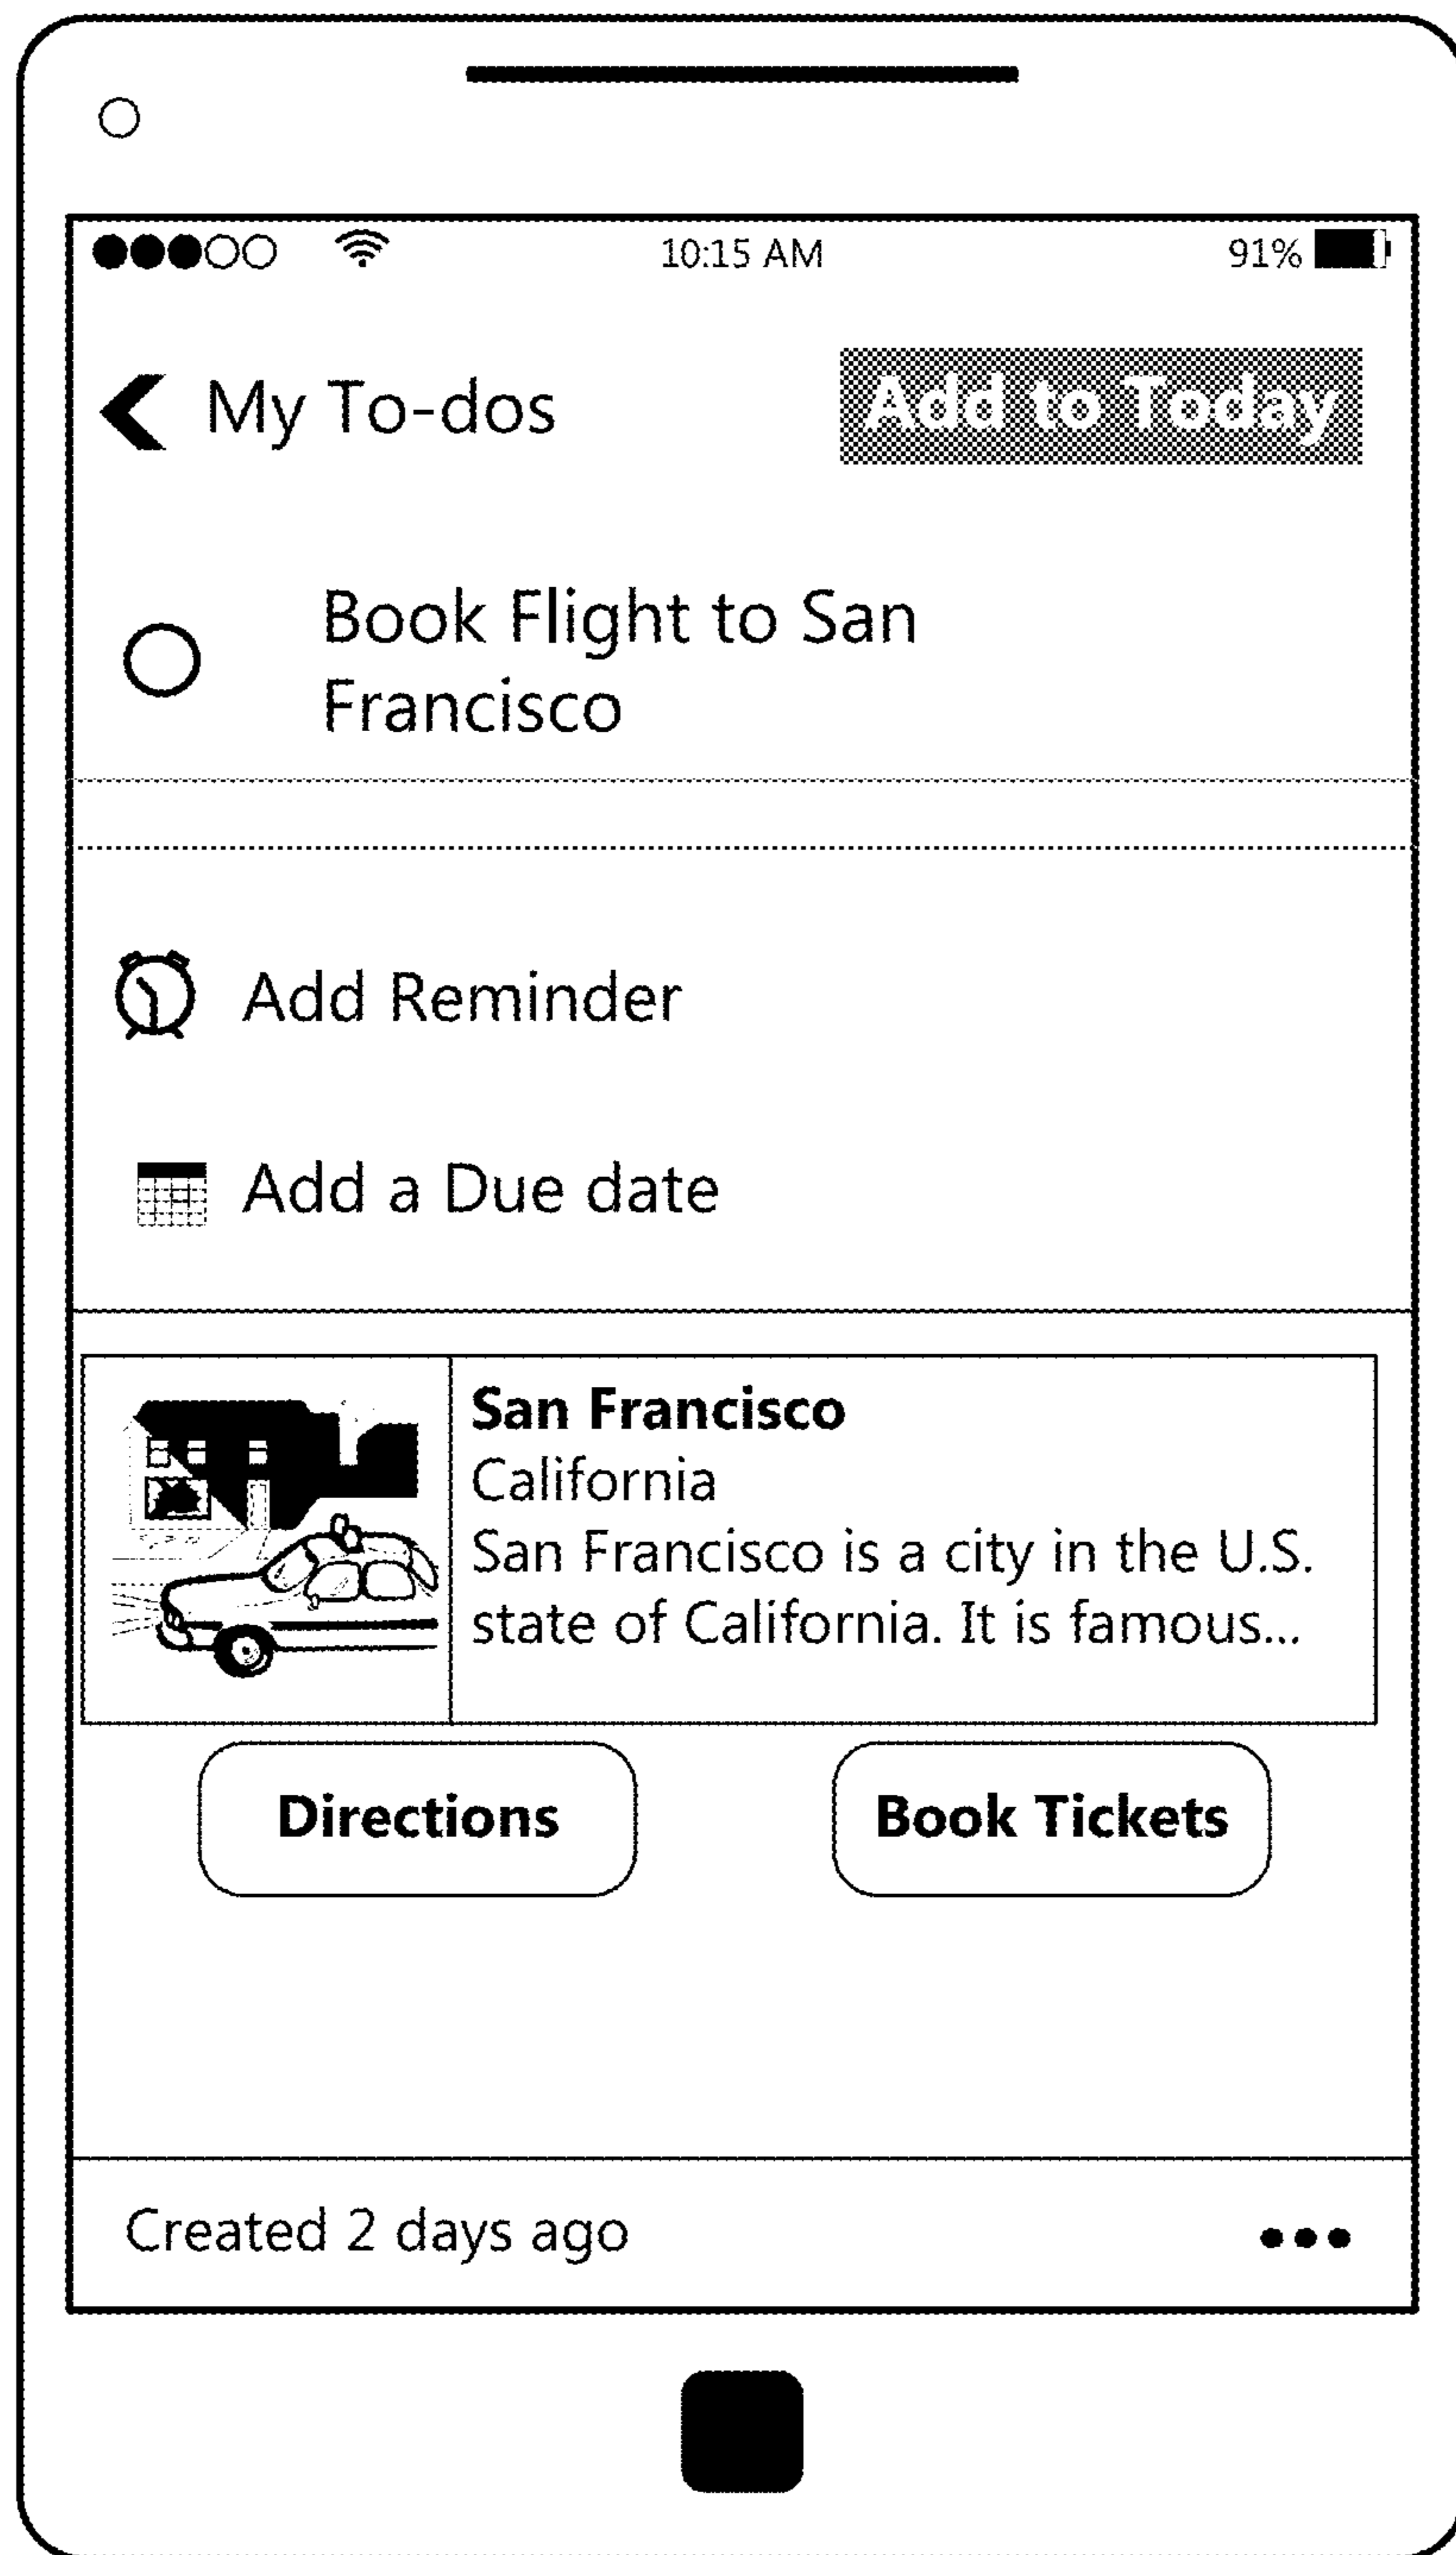 10:15 AM
91%
My To-dos
Add to Today
Book Flight to San
Francisco
Add Reminder
Add a Due date
San Francisco
California
San Francisco is a city in the U.S.
state of California. It is famous...
Directions
Book Tickets
Created 2 days ago